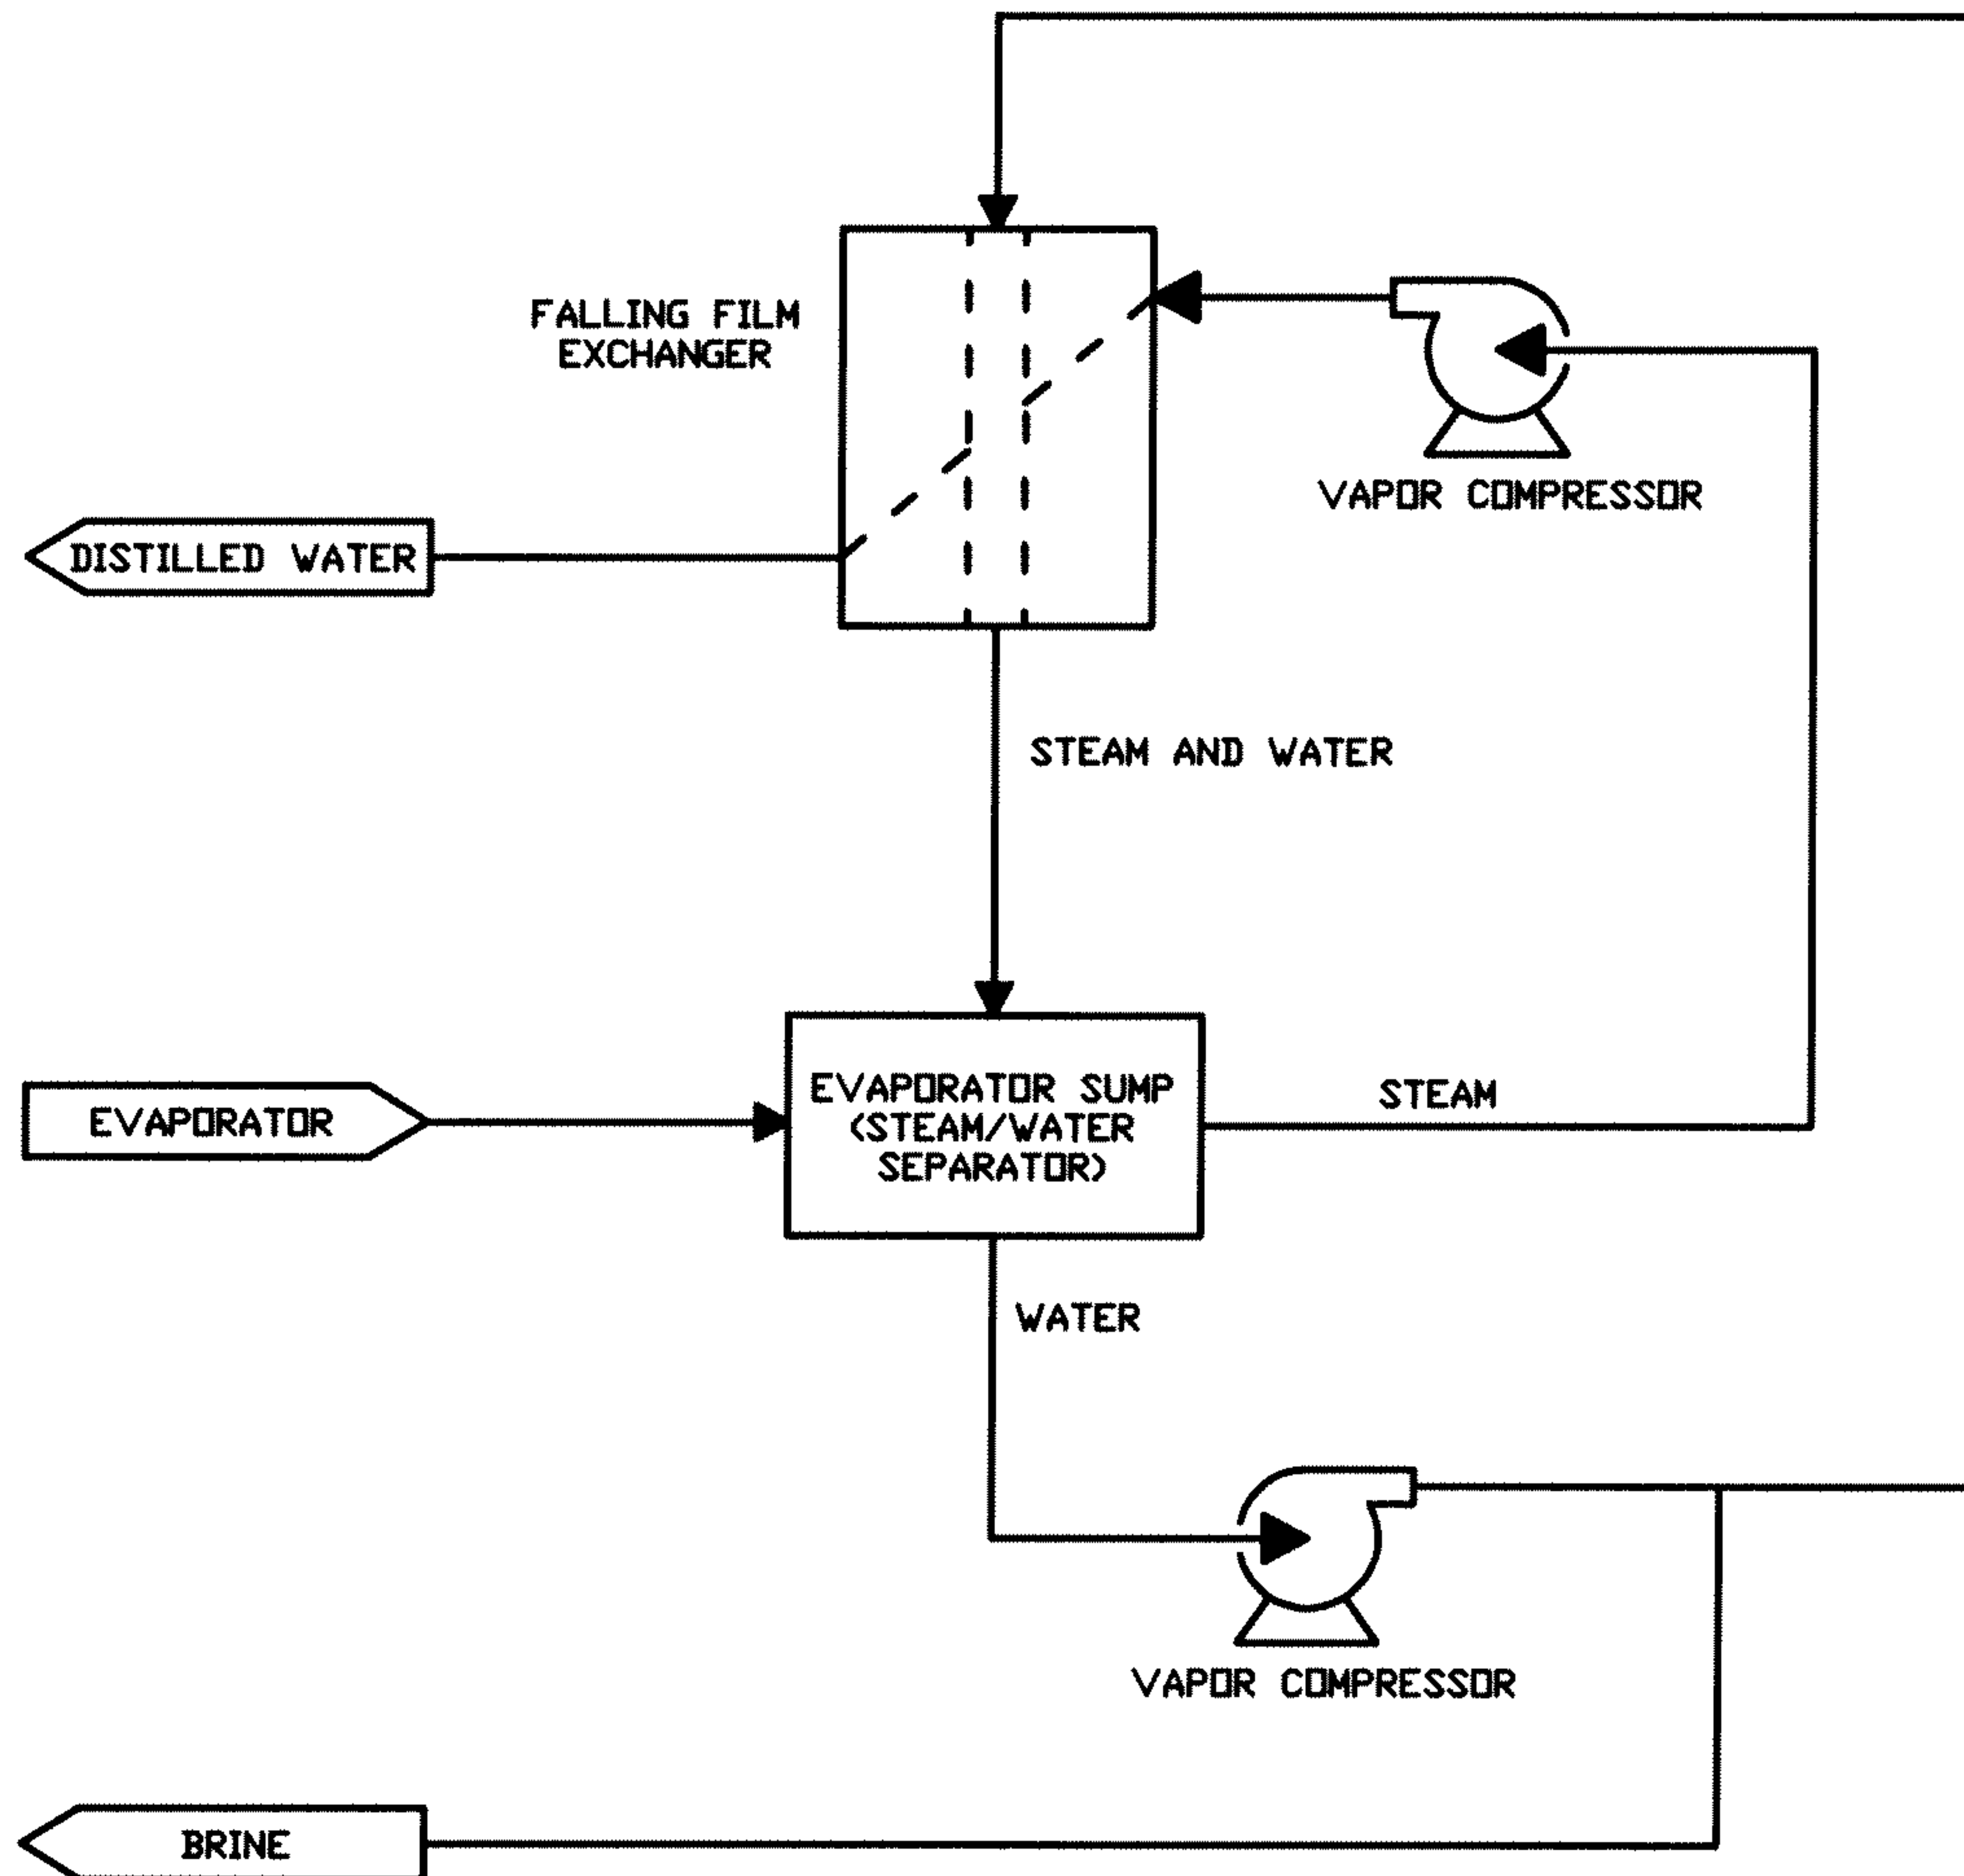 FALLING FILM
EXCHANGER
VAPOR COMPRESSOR
DISTILLED WATER
STEAM AND WATER
EVAPORATOR
EVAPORATOR SUMP
(STEAM/WATER
SEPARATOR)
STEAM
WATER
VAPOR COMPRESSOR
BRINE